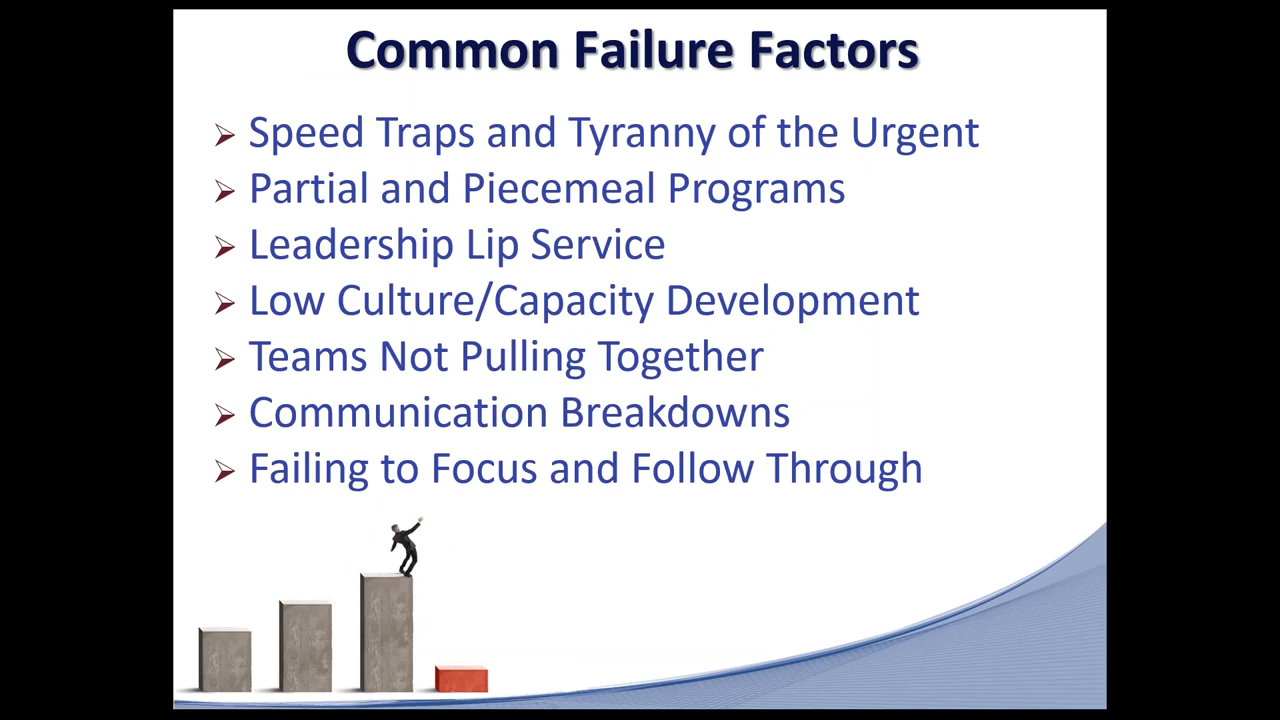 Common Failure Factors
Speed Traps and Tyranny of the Urgent
Partial and Piecemeal Programs
Leadership Lip Service
Low Culture/Capacity Development
Teams Not Pulling Together
Communication Breakdowns
Failing to Focus and Follow Through